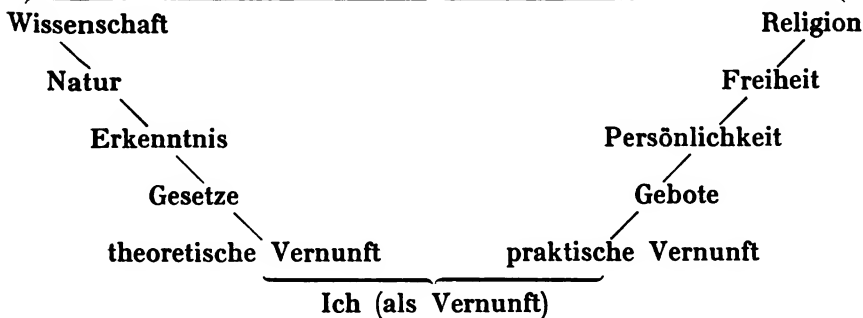 Wissenschaft Religion
Natur Freiheit
Erkenntnis Persönlichkeit
Gesetze Gebote
theoretische Vernunft praktische Vernunft
Ich (als Vernunft)